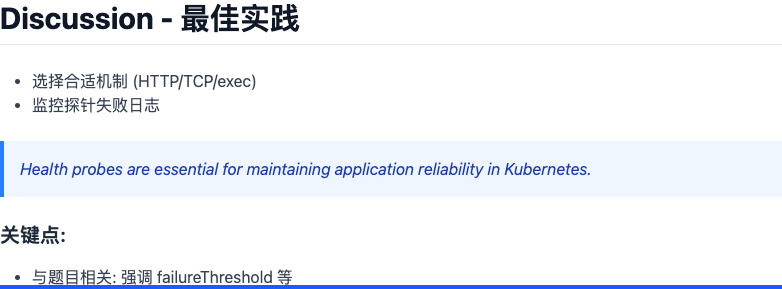 Discussion - 最佳实践
选择合适机制 (HTTP/TCP/exec)
监控探针失败日志
Health probes are essential for maintaining application reliability in Kubernetes.
关键点:
与题目相关: 强调 failureThreshold 等